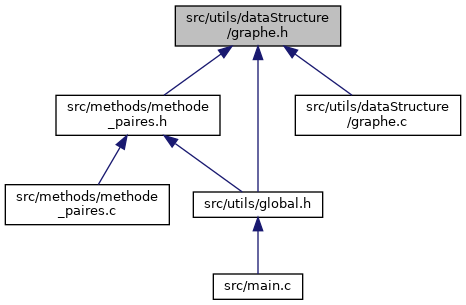 src/utils/dataStructure
/graphe.h
src/methods/methode
_paires.h
src/utils/dataStructure
/graphe.c
src/methods/methode
_paires.c
src/utils/global.h
src/main.c